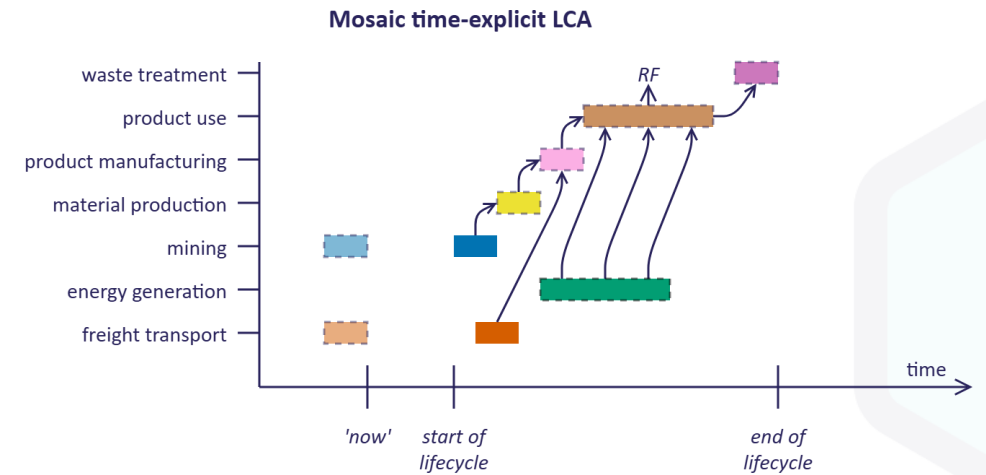 Mosaic time-explicit LCA
waste treatment
RF
product use
product manufacturing
material production
mining
energy generation
freight transport
time
'now'
start of
lifecycle
end of
lifecycle